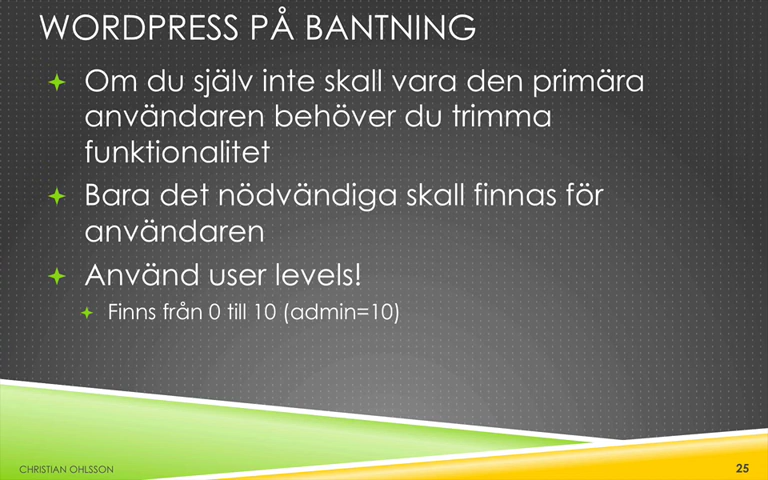 WORDPRESS PÅ BANTNING
Om du själv inte skall vara den primära
användaren behöver du trimma
funktionalitet
Bara det nödvändiga skall finnas för
användaren
Använd user levels!
Finns från 0 till 10 (admin=10)
CHRISTIAN OHLSSON
25